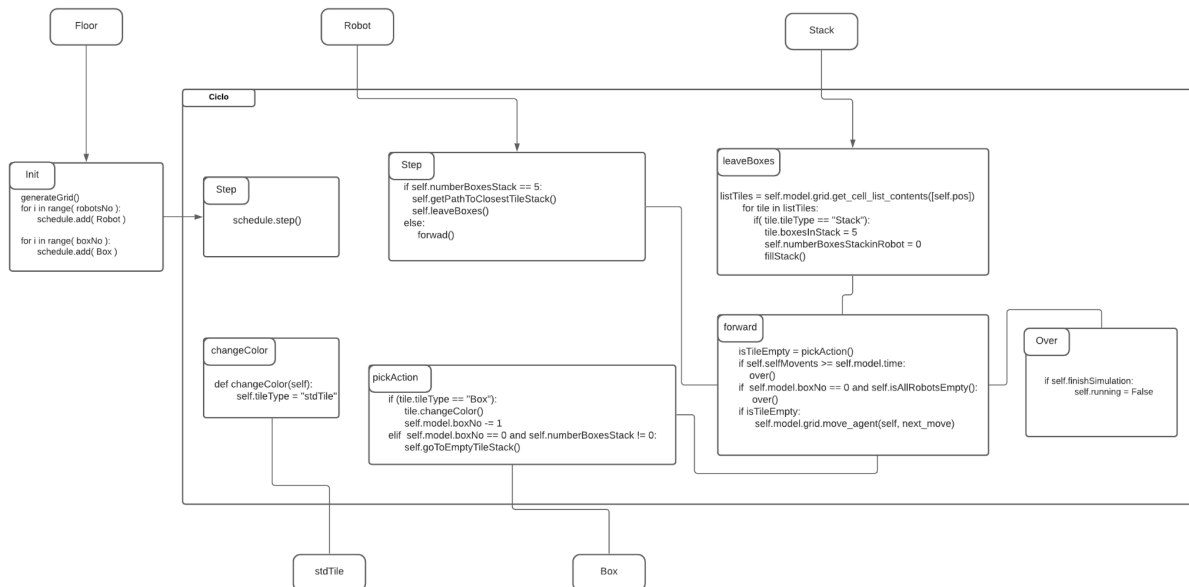 Floor
Robot
Stack
Ciclo
Init
generateGrid()
for i in range( robotsNo ):
schedule.add( Robot )
for i in range( boxNo ):
schedule.add( Box )
Step
schedule.step()
Step
if self.numberBoxesStack == 5:
self.getPathToClosestTileStack()
self.leaveBoxes()
else:
forwad()
leaveBoxes
listTiles = self.model.grid.get_cell_list_contents([self.pos])
for tile in listTiles:
if( tile.tileType == "Stack"):
tile.boxesInStack = 5
self.numberBoxesStackinRobot = 0
fillStack()
changeColor
def changeColor(self):
self.tileType = "stdTile"
pickAction
if (tile.tileType == "Box"):
tile.changeColor()
self.model.boxNo -= 1
elif self.model.boxNo == 0 and self.numberBoxesStack != 0:
self.goToEmptyTileStack()
forward
isTileEmpty = pickAction()
if self.selfMovents >= self.model.time:
over()
if self.model.boxNo == 0 and self.isAllRobotsEmpty():
over()
if isTileEmpty:
self.model.grid.move_agent(self, next_move)
Over
if self.finishSimulation:
self.running = False
stdTile
Box